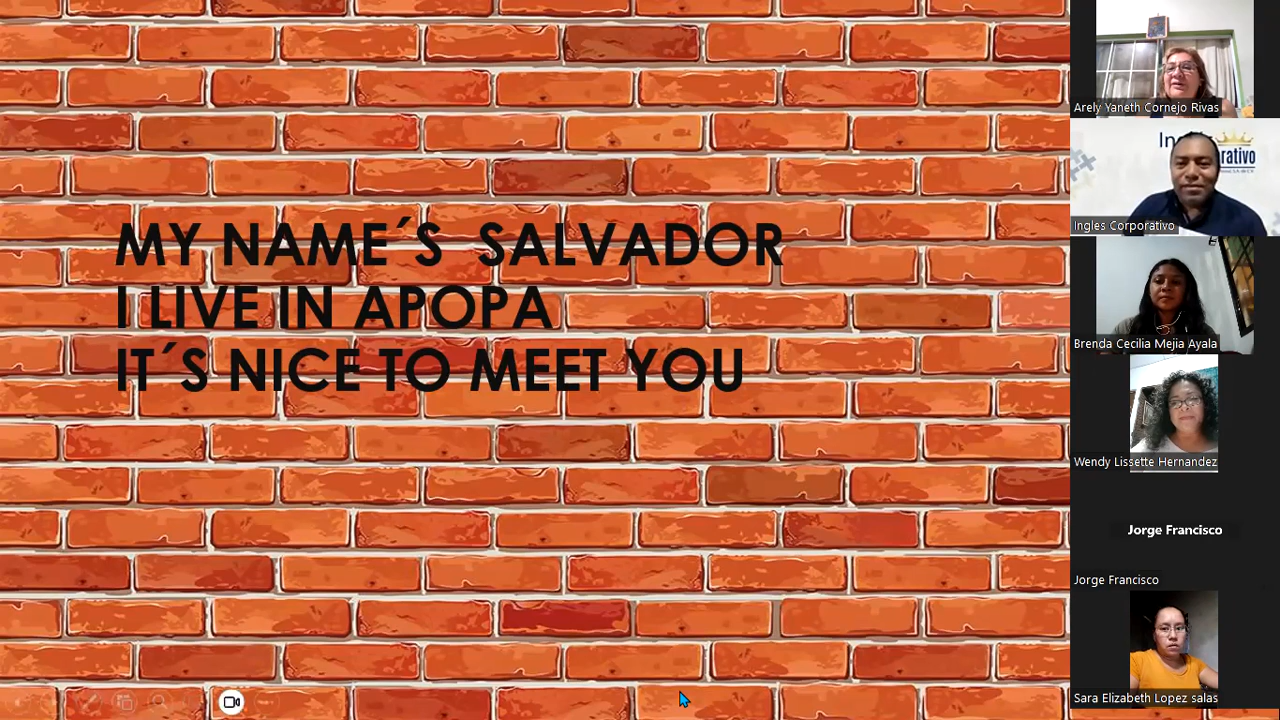 MY NAME´S SALVADOR
I LIVE IN APOPA
IT´S NICE TO MEET YOU
Arely Yaneth Cornejo Rivas
Ingles Corporativo
Brenda Cecilia Mejia Ayala
Wendy Lissette Hernandez
Jorge Francisco
Jorge Francisco
Sara Elizabeth Lopez salas